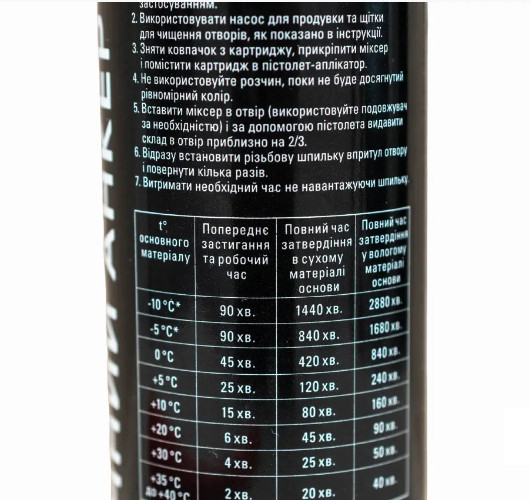 застосуванням.
2. Використовувати насос для продувки та щітки
для чищення отворів, як показано в інструкції.
3. Зняти ковпачок з картриджу, прикріпити міксер
і помістити картридж в пістолет-аплікатор.
4. Не використовуйте розчин, поки не буде досягнутий
рівномірний колір.
5. Вставити міксер в отвір (використовуйте подовжувач
за необхідністю) і за допомогою пістолета видавити
склад в отвір приблизно на 2/3.
6. Відразу встановити різьбову шпильку впритул отвору
і повернути кілька разів.
7. Витримати необхідний час не навантажуючи шпильку.
t° основного матеріалу | Попереднє застигання та робочий час | Повний час затвердіння в сухому матеріалі основи | Повний час затвердіння у вологому матеріалі основи
-10 °C* | 90 хв. | 1440 хв. | 2880 хв.
-5 °C* | 90 хв. | 840 хв. | 1680 хв.
0 °C | 45 хв. | 420 хв. | 840 хв.
+5 °C | 25 хв. | 120 хв. | 240 хв.
+10 °C | 15 хв. | 80 хв. | 160 хв.
+20 °C | 6 хв. | 45 хв. | 90 хв.
+30 °C | 4 хв. | 25 хв. | 50 хв.
+35 °C до +40 °C | 2 хв. | 20 хв. | 40 хв.
АНКЕР